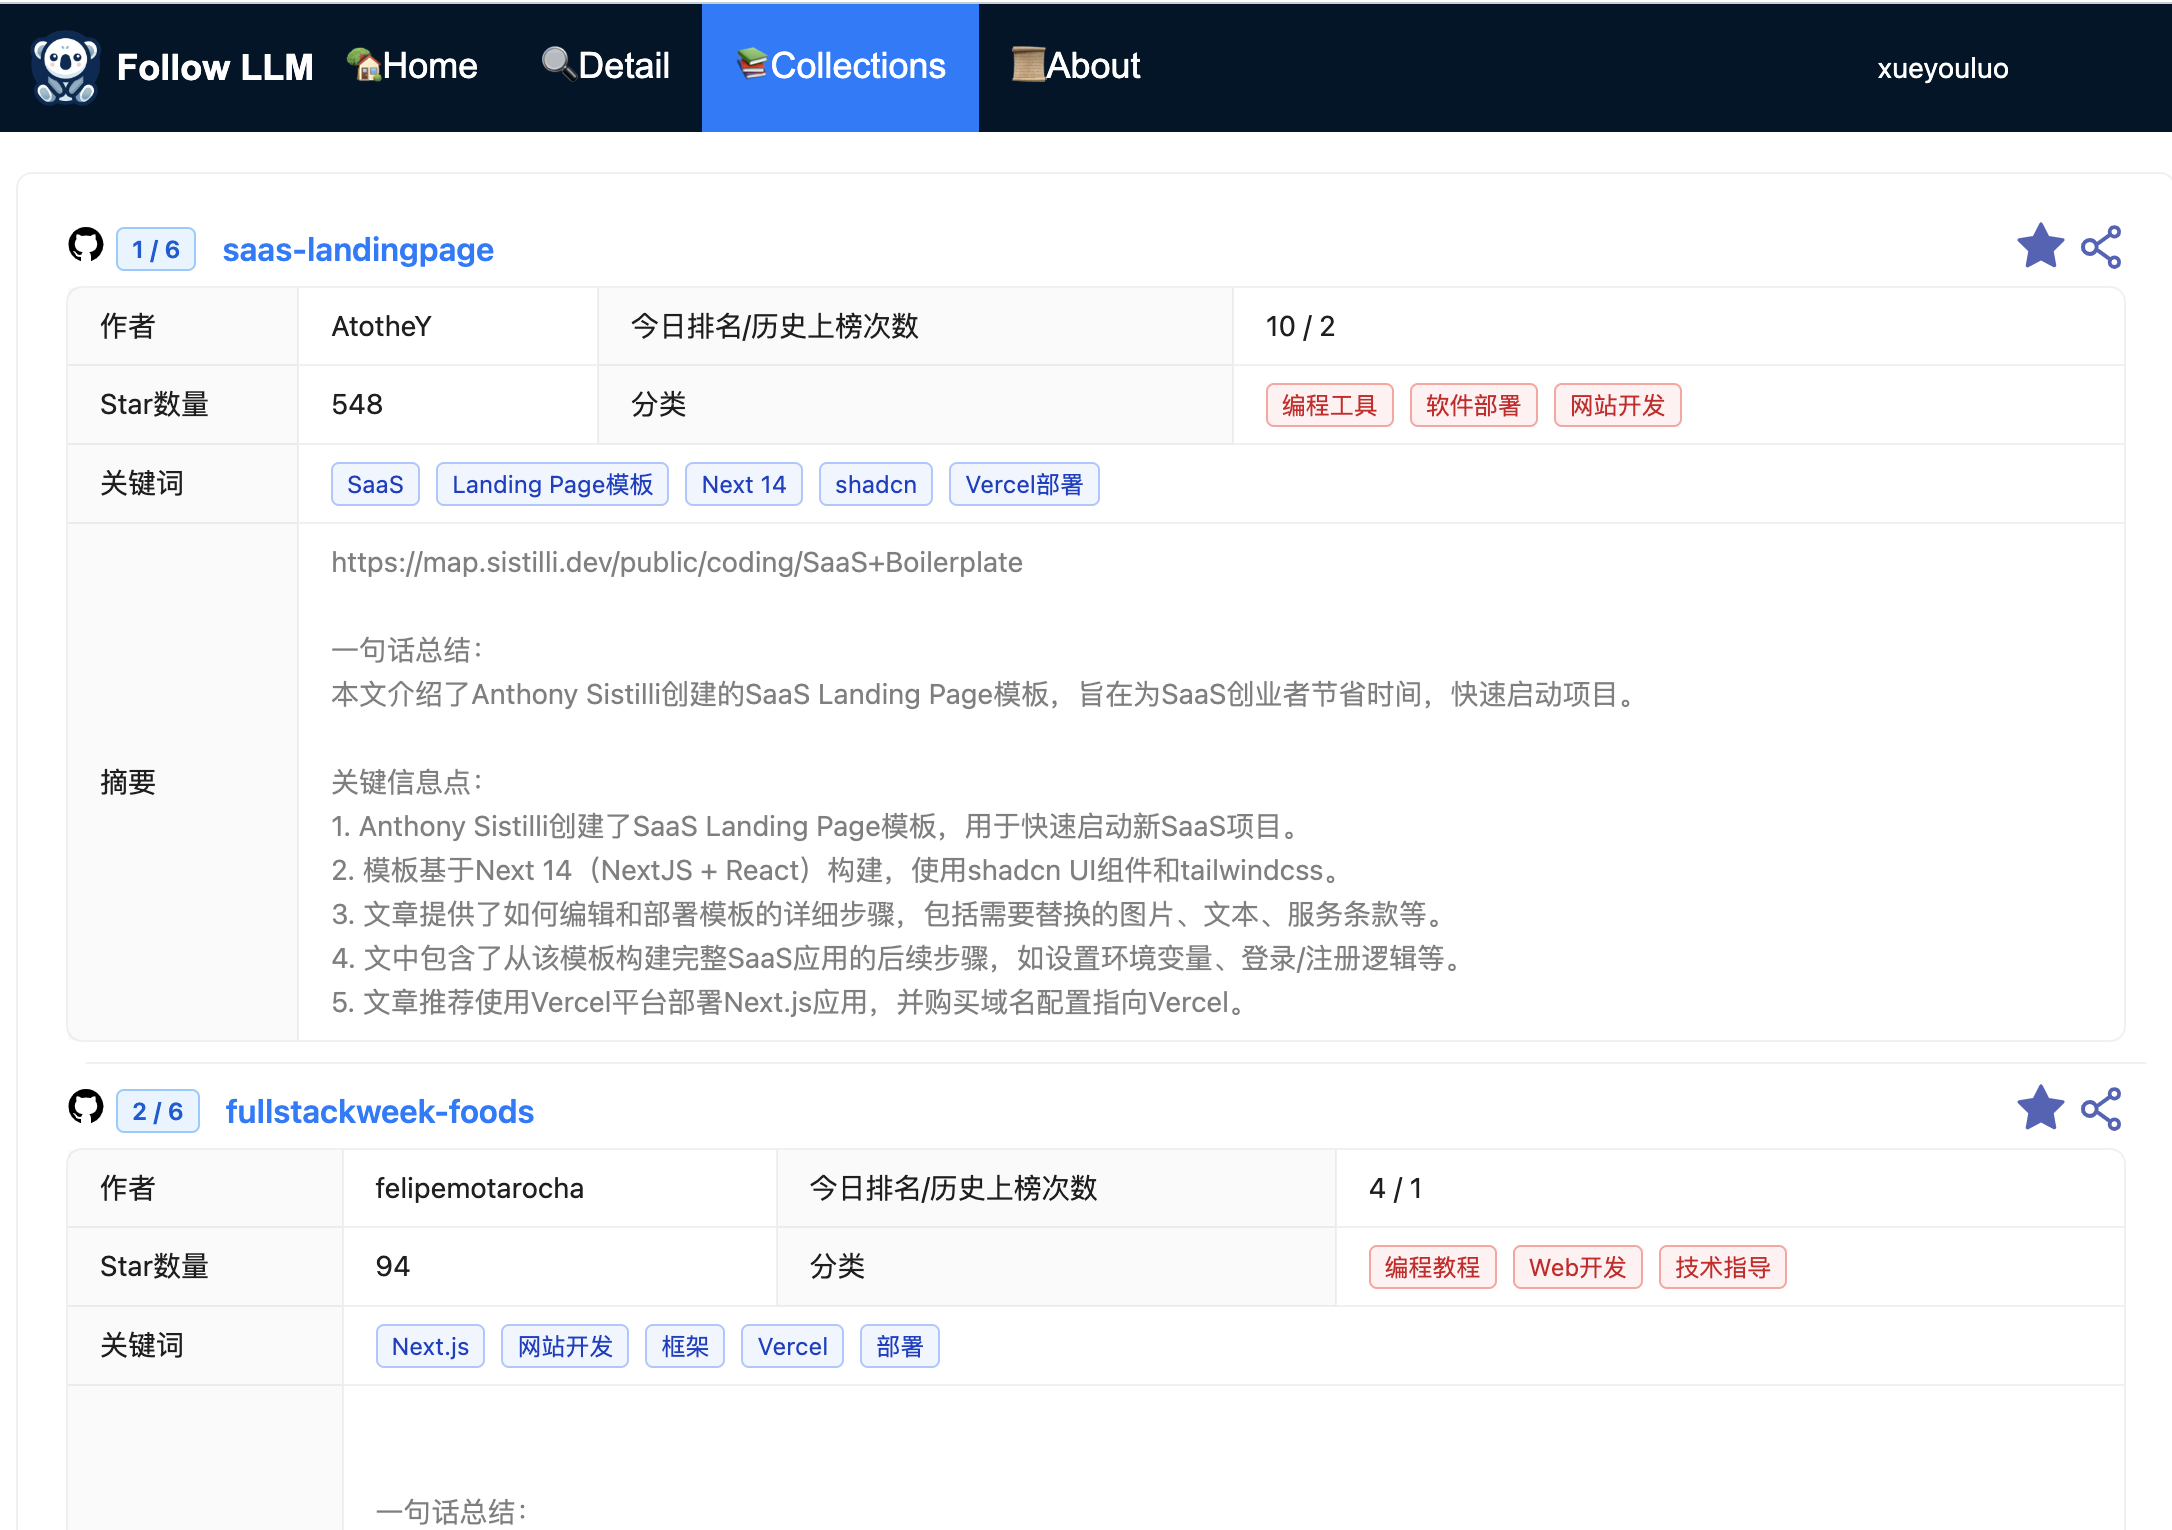 Follow LLM
Home
Detail
Collections
About
xueyouluo
1 / 6
saas-landingpage
作者
AtotheY
今日排名/历史上榜次数
10 / 2
Star数量
548
分类
编程工具
软件部署
网站开发
关键词
SaaS
Landing Page模板
Next 14
shadcn
Vercel部署
摘要
https://map.sistilli.dev/public/coding/SaaS+Boilerplate
一句话总结：
本文介绍了Anthony Sistilli创建的SaaS Landing Page模板，旨在为SaaS创业者节省时间，快速启动项目。
关键信息点：
1. Anthony Sistilli创建了SaaS Landing Page模板，用于快速启动新SaaS项目。
2. 模板基于Next 14（NextJS + React）构建，使用shadcn UI组件和tailwindcss。
3. 文章提供了如何编辑和部署模板的详细步骤，包括需要替换的图片、文本、服务条款等。
4. 文中包含了从该模板构建完整SaaS应用的后续步骤，如设置环境变量、登录/注册逻辑等。
5. 文章推荐使用Vercel平台部署Next.js应用，并购买域名配置指向Vercel。
2 / 6
fullstackweek-foods
作者
felipemotarocha
今日排名/历史上榜次数
4 / 1
Star数量
94
分类
编程教程
Web开发
技术指导
关键词
Next.js
网站开发
框架
Vercel
部署
一句话总结：